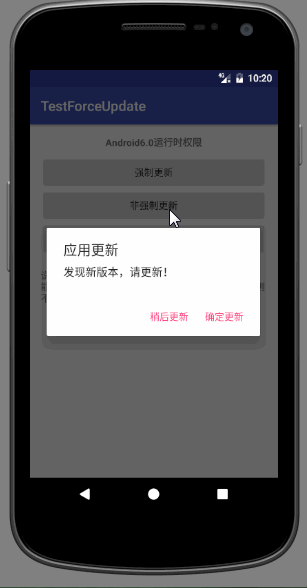 4G 10:20
TestForceUpdate
Android6.0运行时权限
强制更新
非强制更新
应用更新
发现新版本，请更新！
稍后更新 确定更新